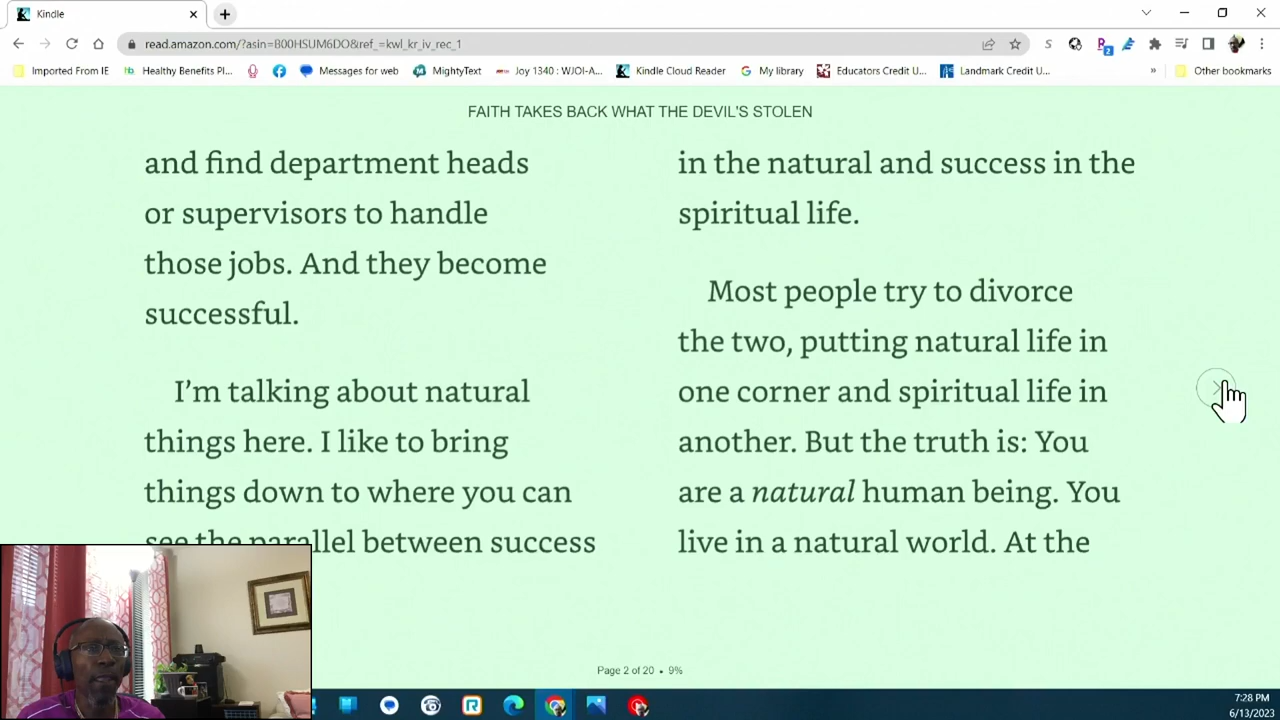 Kindle
read.amazon.com/?asin=B00HSUM6DO&ref_=kwl_kr_iv_rec_1
Imported From IE
Healthy Benefits Pl...
Messages for web
MightyText
Joy 1340 : WJOI-A...
Kindle Cloud Reader
My library
Educators Credit U...
Landmark Credit U...
»
Other bookmarks
FAITH TAKES BACK WHAT THE DEVIL'S STOLEN
and find department heads
or supervisors to handle
those jobs. And they become
successful.
I’m talking about natural
things here. I like to bring
things down to where you can
see the parallel between success
in the natural and success in the
spiritual life.
Most people try to divorce
the two, putting natural life in
one corner and spiritual life in
another. But the truth is: You
are a natural human being. You
live in a natural world. At the
Page 2 of 20 • 9%
7:28 PM
6/13/2023